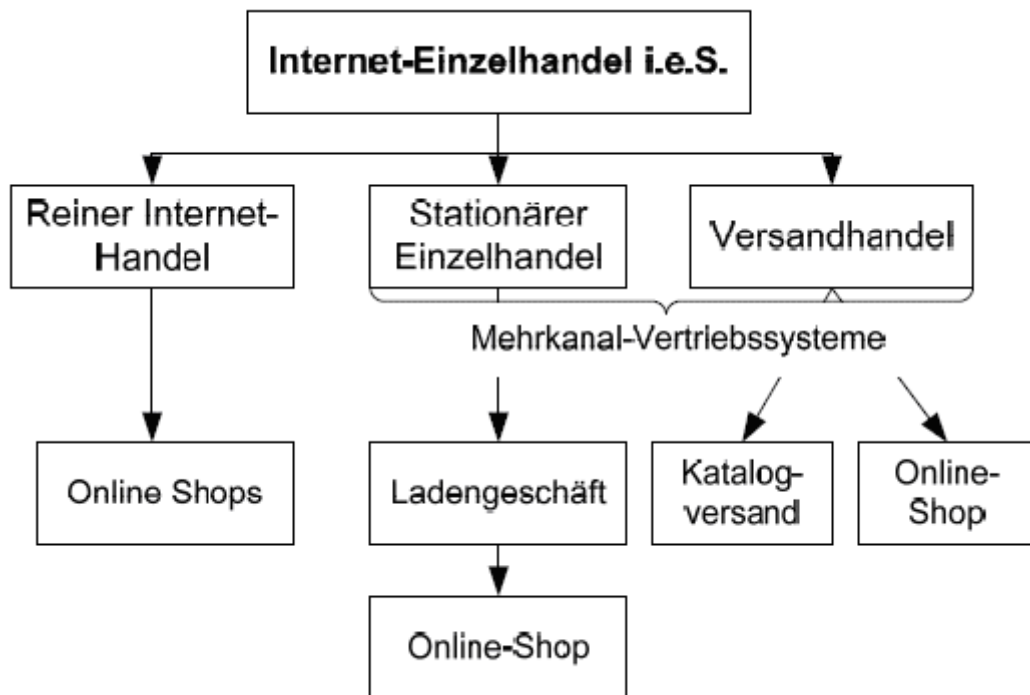 Internet-Einzelhandel i.e.S.
Reiner Internet-
Handel
Stationärer
Einzelhandel
Versandhandel
Mehrkanal-Vertriebssysteme
Online Shops
Ladengeschäft
Katalog-
versand
Online-
Shop
Online-Shop